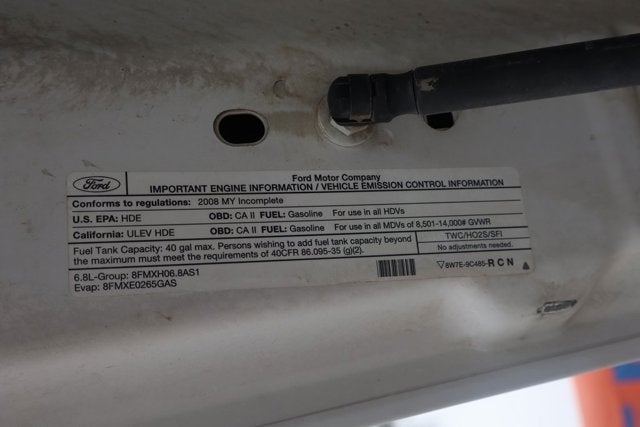 Ford
Ford Motor Company
IMPORTANT ENGINE INFORMATION / VEHICLE EMISSION CONTROL INFORMATION
Conforms to regulations: 2008 MY Incomplete
U.S. EPA: HDE OBD: CA II FUEL: Gasoline For use in all HDVs
California: ULEV HDE OBD: CA II FUEL: Gasoline For use in all MDVs of 8,501-14,000# GVWR
Fuel Tank Capacity: 40 gal max. Persons wishing to add fuel tank capacity beyond
the maximum must meet the requirements of 40CFR 86.095-35 (g)(2).
TWC/HO2S/SFI
No adjustments needed.
6.8L-Group: 8FMXH06.8AS1
Evap: 8FMXE0265GAS
8W7E-9C485-RCN